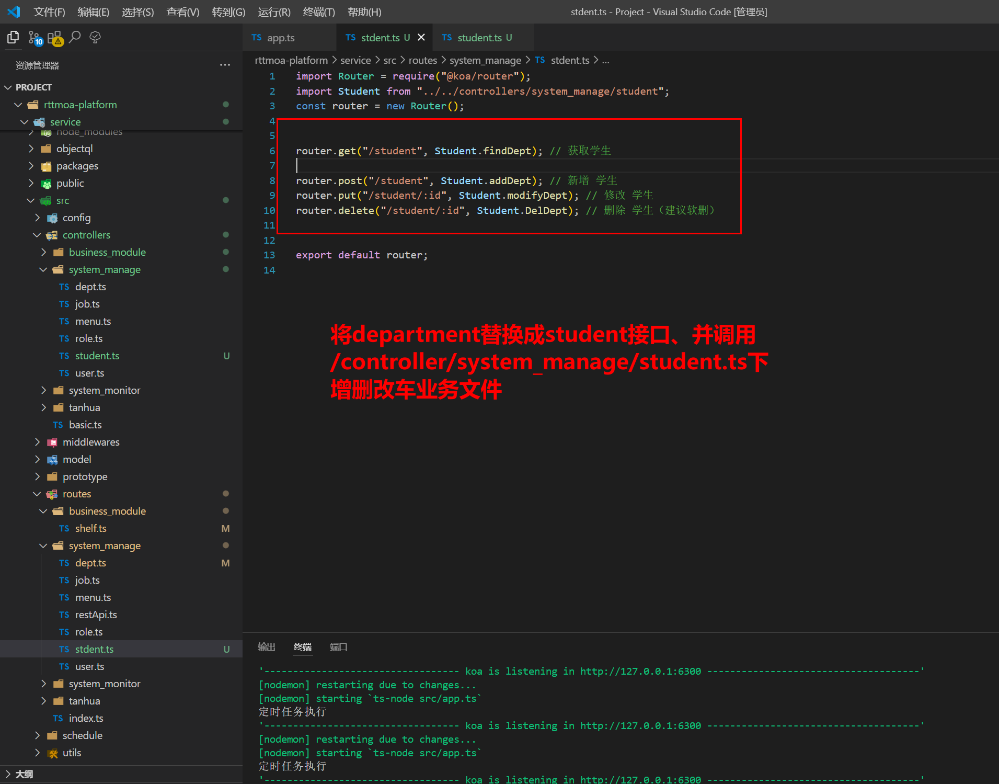 文件(F) 编辑(E) 选择(S) 查看(V) 转到(G) 运行(R) 终端(T) 帮助(H) stdent.ts - Project - Visual Studio Code [管理员]
10
TS app.ts TS stdent.ts U TS student.ts U
资源管理器 ···
PROJECT
rttmoa-platform
service
node_modules
objectql
packages
public
src
config
controllers
business_module
system_manage
TS dept.ts
TS job.ts
TS menu.ts
TS role.ts
TS student.ts U
TS user.ts
system_monitor
tanhua
TS basic.ts
middlewares
model
prototype
routes
business_module
TS shelf.ts M
system_manage
TS dept.ts M
TS job.ts
TS menu.ts
TS restApi.ts
TS role.ts
TS stdent.ts U
TS user.ts
system_monitor
tanhua
TS index.ts
schedule
utils
大纲
rttmoa-platform > service > src > routes > system_manage > TS stdent.ts > ...
1 import Router = require("@koa/router");
2 import Student from "../../controllers/system_manage/student";
3 const router = new Router();
4
5
6 router.get("/student", Student.findDept); // 获取学生
7
8 router.post("/student", Student.addDept); // 新增 学生
9 router.put("/student/:id", Student.modifyDept); // 修改 学生
10 router.delete("/student/:id", Student.DelDept); // 删除 学生（建议软删）
11
12
13 export default router;
14
将department替换成student接口、并调用
/controller/system_manage/student.ts下
增删改车业务文件
输出 终端 端口
'---------------------------------- koa is listening in http://127.0.0.1:6300 -------------------------------------'
[nodemon] restarting due to changes...
[nodemon] starting `ts-node src/app.ts`
定时任务执行
'---------------------------------- koa is listening in http://127.0.0.1:6300 -------------------------------------'
[nodemon] restarting due to changes...
[nodemon] starting `ts-node src/app.ts`
定时任务执行
'---------------------------------- koa is listening in http://127.0.0.1:6300 -------------------------------------'